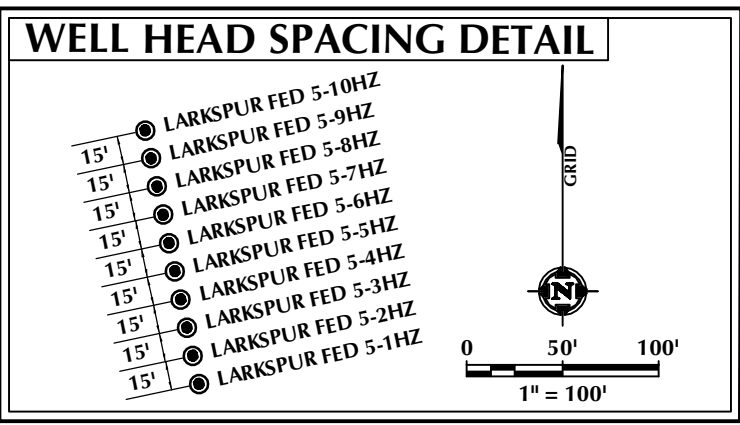 WELL HEAD SPACING DETAIL
LARKSPUR FED 5-10HZ
LARKSPUR FED 5-9HZ
LARKSPUR FED 5-8HZ
LARKSPUR FED 5-7HZ
LARKSPUR FED 5-6HZ
LARKSPUR FED 5-5HZ
LARKSPUR FED 5-4HZ
LARKSPUR FED 5-3HZ
LARKSPUR FED 5-2HZ
LARKSPUR FED 5-1HZ
15'
15'
15'
15'
15'
15'
15'
15'
15'
GRID
N
0 50' 100'
1" = 100'